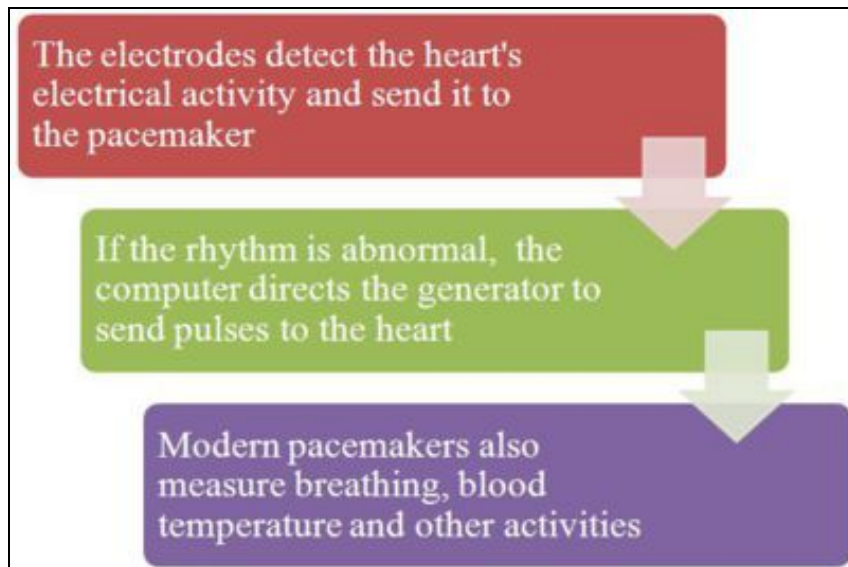 The electrodes detect the heart's
electrical activity and send it to
the pacemaker
If the rhythm is abnormal, the
computer directs the generator to
send pulses to the heart
Modern pacemakers also
measure breathing, blood
temperature and other activities